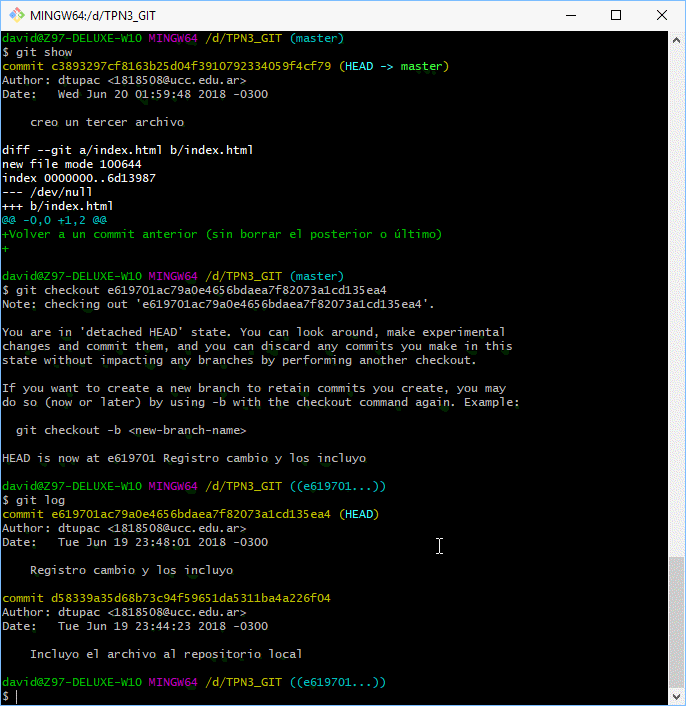 MINGW64:/d/TPN3_GIT
david@Z97-DELUXE-W10 MINGW64 /d/TPN3_GIT (master)
$ git show
commit c3893297cf8163b25d04f3910792334059f4cf79 (HEAD -> master)
Author: dtupac <1818508@ucc.edu.ar>
Date:   Wed Jun 20 01:59:48 2018 -0300

    creo un tercer archivo

diff --git a/index.html b/index.html
new file mode 100644
index 0000000..6d13987
--- /dev/null
+++ b/index.html
@@ -0,0 +1,2 @@
+Volver a un commit anterior (sin borrar el posterior o último)
+

david@Z97-DELUXE-W10 MINGW64 /d/TPN3_GIT (master)
$ git checkout e619701ac79a0e4656bdaea7f82073a1cd135ea4
Note: checking out 'e619701ac79a0e4656bdaea7f82073a1cd135ea4'.

You are in 'detached HEAD' state. You can look around, make experimental
changes and commit them, and you can discard any commits you make in this
state without impacting any branches by performing another checkout.

If you want to create a new branch to retain commits you create, you may
do so (now or later) by using -b with the checkout command again. Example:

  git checkout -b <new-branch-name>

HEAD is now at e619701 Registro cambio y los incluyo

david@Z97-DELUXE-W10 MINGW64 /d/TPN3_GIT ((e619701...))
$ git log
commit e619701ac79a0e4656bdaea7f82073a1cd135ea4 (HEAD)
Author: dtupac <1818508@ucc.edu.ar>
Date:   Tue Jun 19 23:48:01 2018 -0300

    Registro cambio y los incluyo

commit d58339a35d68b73c94f59651da5311ba4a226f04
Author: dtupac <1818508@ucc.edu.ar>
Date:   Tue Jun 19 23:44:23 2018 -0300

    Incluyo el archivo al repositorio local

david@Z97-DELUXE-W10 MINGW64 /d/TPN3_GIT ((e619701...))
$